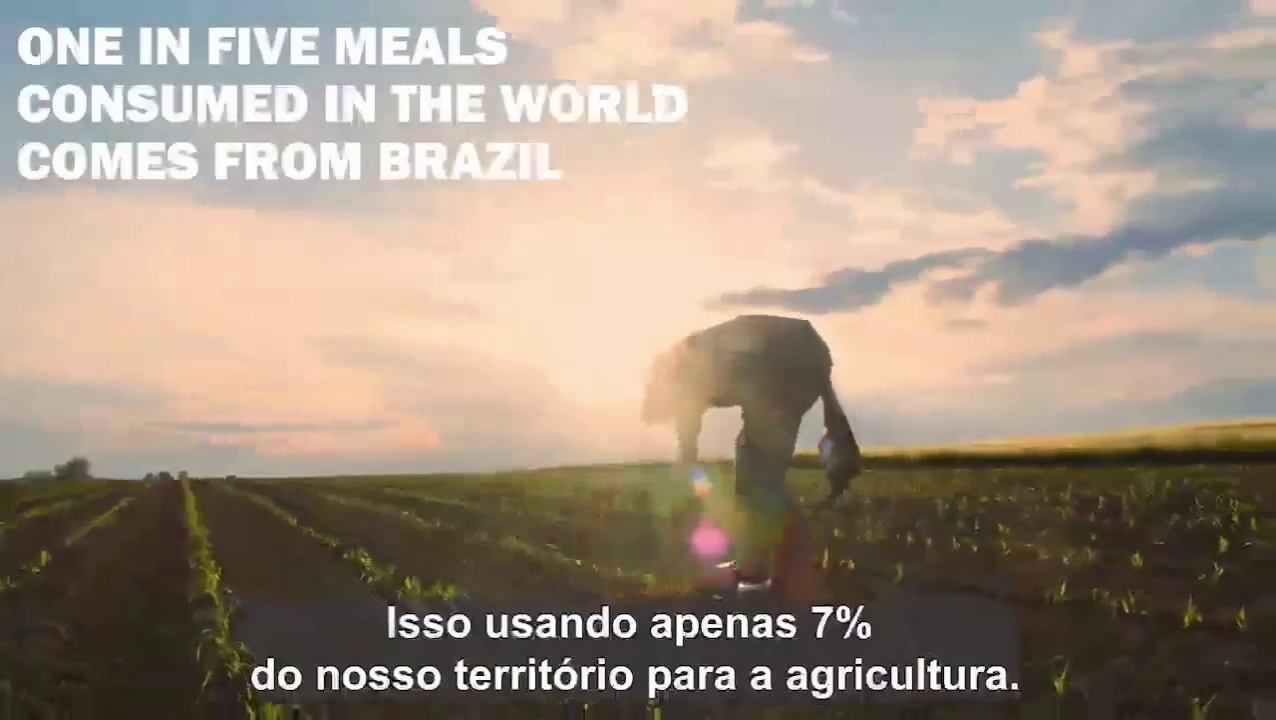 ONE IN FIVE MEALS
CONSUMED IN THE WORLD
COMES FROM BRAZIL
Isso usando apenas 7%
do nosso território para a agricultura.